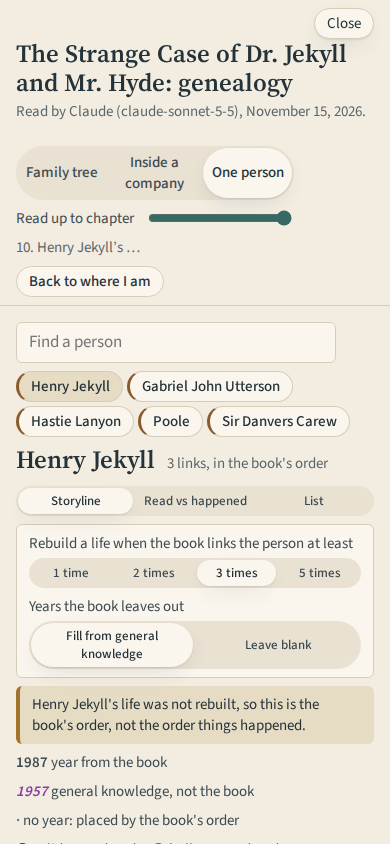 Close
The Strange Case of Dr. Jekyll
and Mr. Hyde: genealogy
Read by Claude (claude-sonnet-5-5), November 15, 2026.
Family tree
Inside a
company
One person
Read up to chapter
10. Henry Jekyll’s …
Back to where I am
Find a person
Henry Jekyll
Gabriel John Utterson
Hastie Lanyon
Poole
Sir Danvers Carew
Henry Jekyll 3 links, in the book's order
Storyline
Read vs happened
List
Rebuild a life when the book links the person at least
1 time
2 times
3 times
5 times
Years the book leaves out
Fill from general
knowledge
Leave blank
Henry Jekyll's life was not rebuilt, so this is the
book's order, not the order things happened.
1987 year from the book
1957 general knowledge, not the book
· no year: placed by the book's order